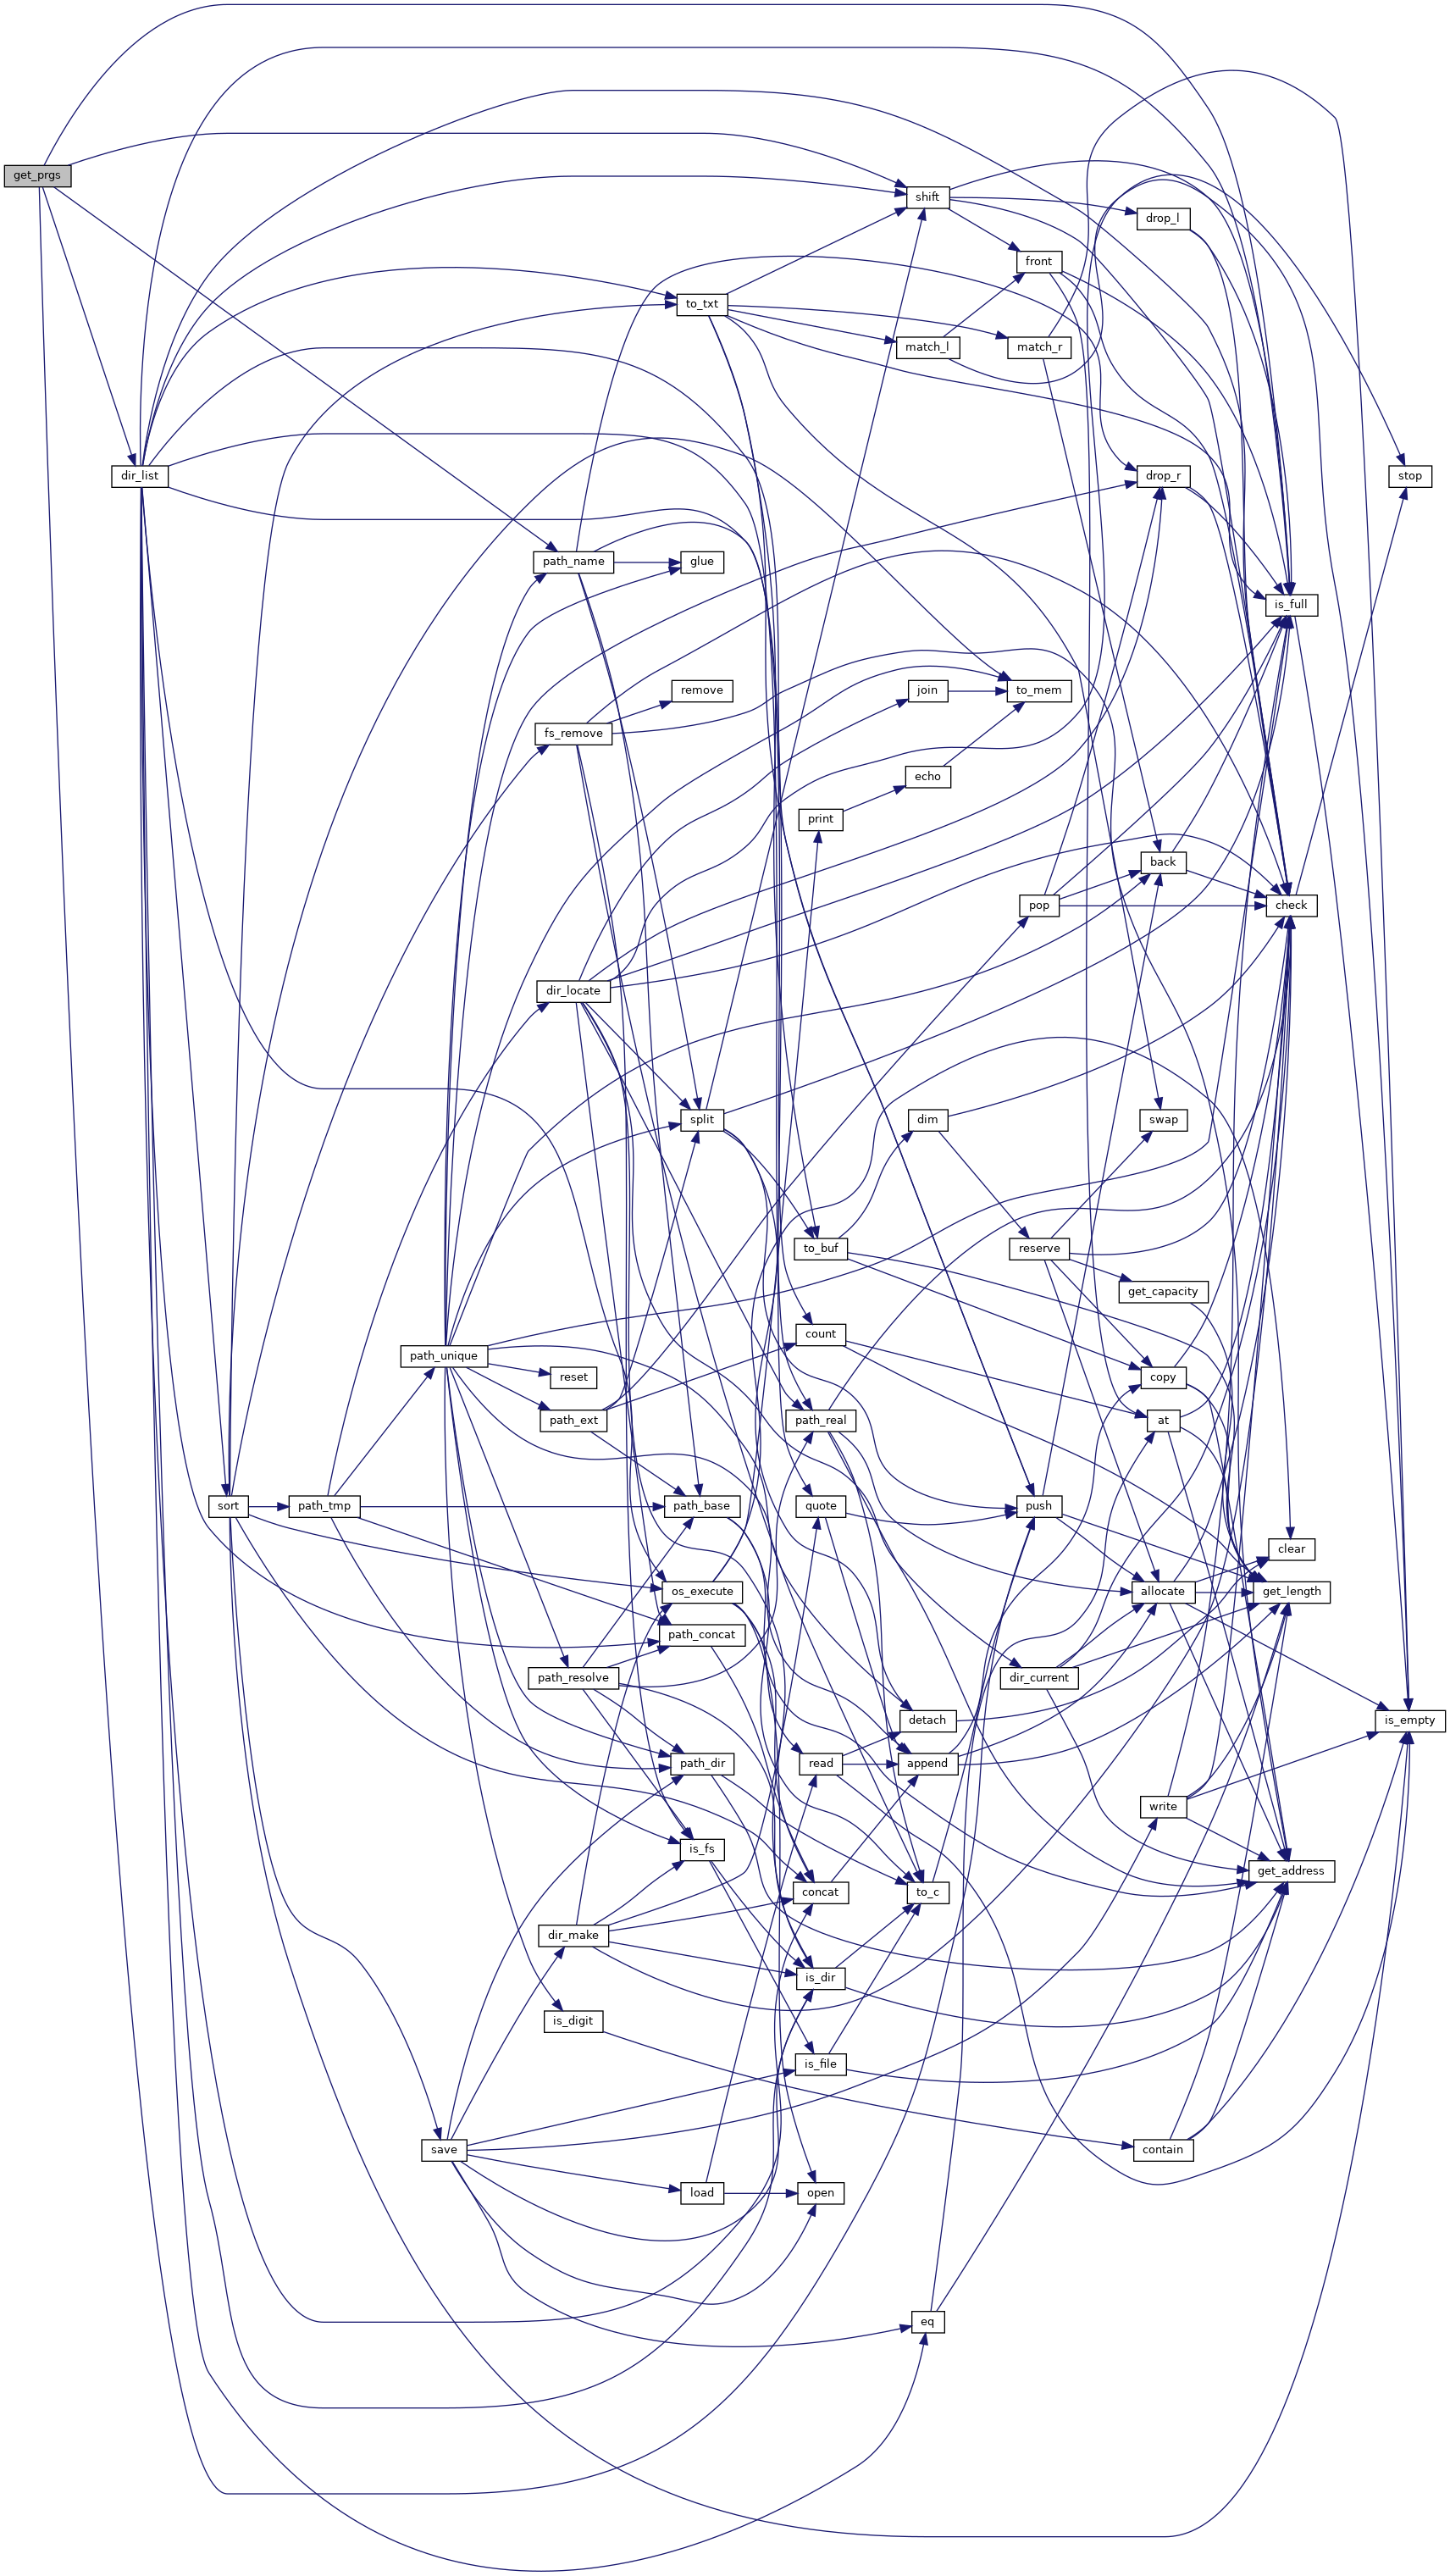 get_prgs
shift
drop_l
front
to_txt
match_l
match_r
dir_list
drop_r
stop
path_name
glue
is_full
remove
join
to_mem
fs_remove
echo
print
back
pop
check
dir_locate
split
dim
swap
to_buf
reserve
get_capacity
count
path_unique
reset
copy
path_ext
path_real
at
sort
path_tmp
path_base
quote
push
clear
os_execute
allocate
get_length
path_concat
path_resolve
dir_current
detach
is_empty
path_dir
read
append
write
is_fs
get_address
concat
to_c
dir_make
is_dir
is_digit
is_file
save
contain
load
open
eq